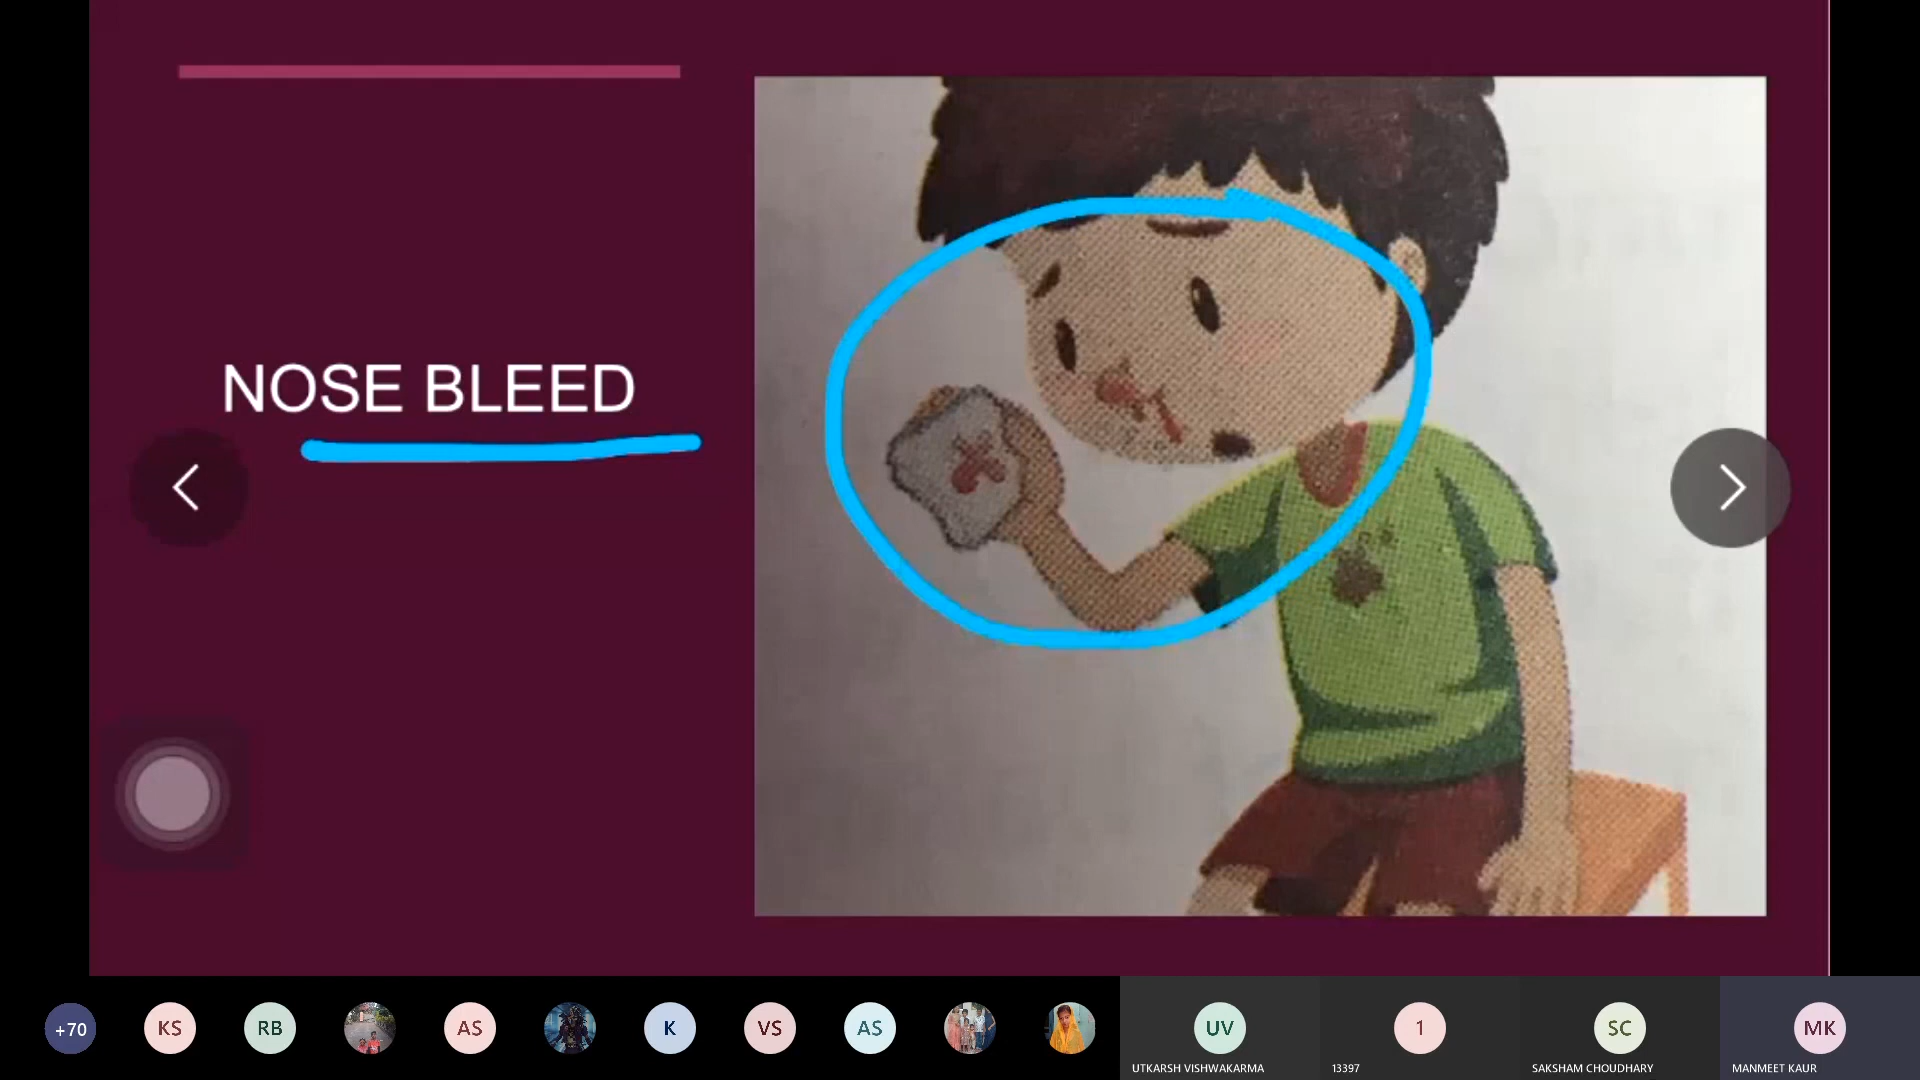 NOSE BLEED
+70
KS
RB
AS
K
VS
AS
UV
UTKARSH VISHWAKARMA
1
13397
SC
SAKSHAM CHOUDHARY
MK
MANMEET KAUR